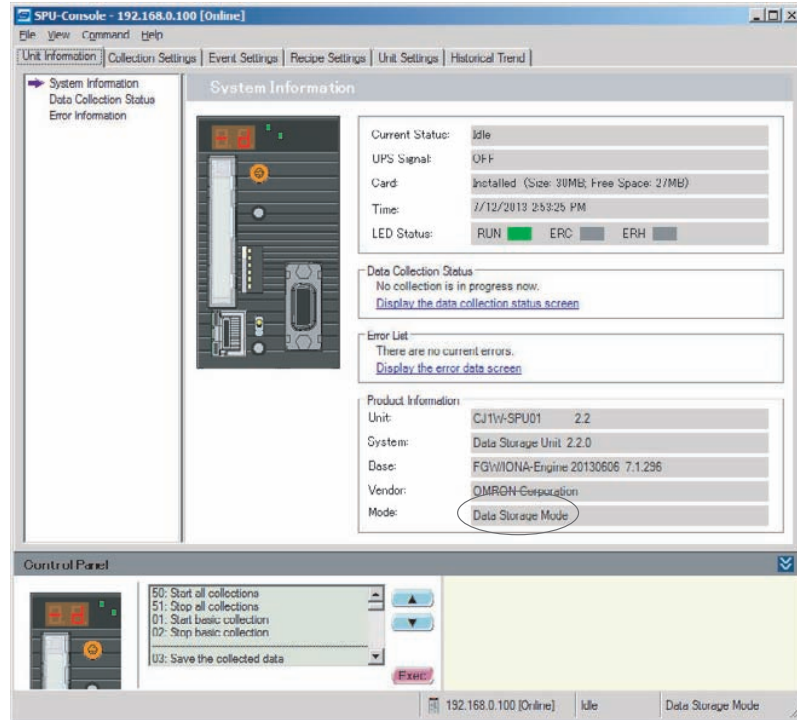 SPU-Console - 192.168.0.100 [Online]
File View Command Help
Unit Information Collection Settings Event Settings Recipe Settings Unit Settings Historical Trend
System Information
Data Collection Status
Error Information
System Information
Current Status: Idle
UPS Signal: OFF
Card: Installed (Size: 30MB; Free Space: 27MB)
Time: 7/12/2013 2:53:25 PM
LED Status: RUN ERC ERH
Data Collection Status
No collection is in progress now.
Display the data collection status screen
Error List
There are no current errors.
Display the error data screen
Product Information
Unit: CJ1W-SPU01 2.2
System: Data Storage Unit 2.2.0
Base: FGW/IONA-Engine 20130606 7.1.296
Vendor: OMRON Corporation
Mode: Data Storage Mode
Control Panel
50: Start all collections
51: Stop all collections
01: Start basic collection
02: Stop basic collection
03: Save the collected data
Exec
192.168.0.100 [Online] Idle Data Storage Mode